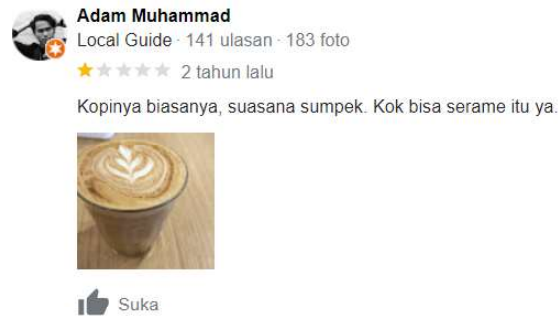 Adam Muhammad
Local Guide · 141 ulasan · 183 foto
2 tahun lalu
Kopinya biasanya, suasana sumpek. Kok bisa serame itu ya.
Suka